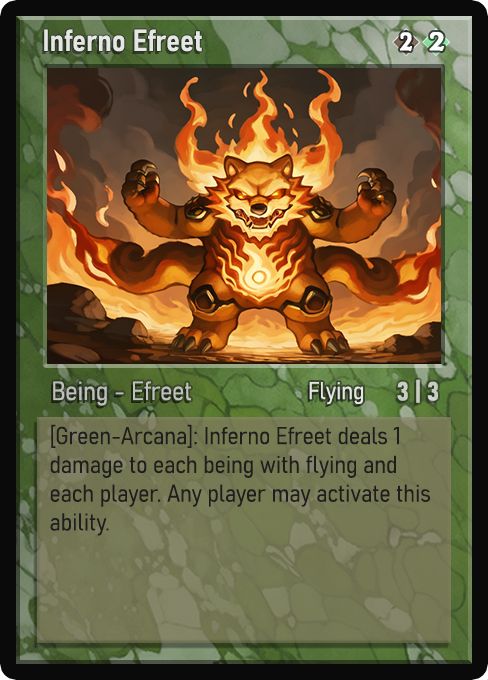 Inferno Efreet 2 2
Being - Efreet Flying 3 | 3
[Green-Arcana]: Inferno Efreet deals 1
damage to each being with flying and
each player. Any player may activate this
ability.